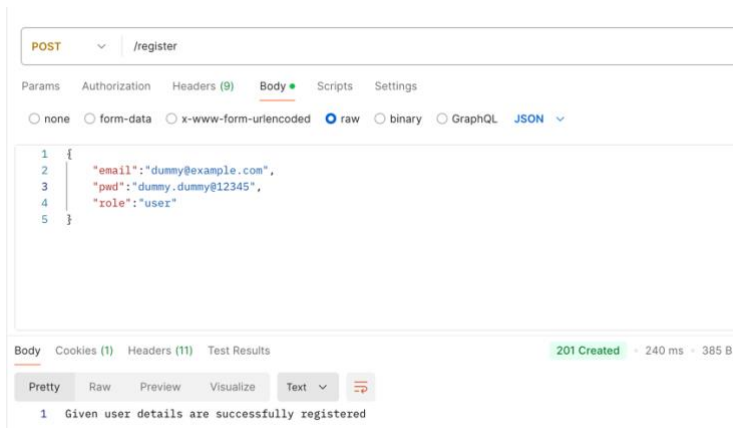 POST /register
Params Authorization Headers (9) Body Scripts Settings
none form-data x-www-form-urlencoded raw binary GraphQL JSON
1 {
2 "email":"dummy@example.com",
3 "pwd":"dummy.dummy@12345",
4 "role":"user"
5 }
Body Cookies (1) Headers (11) Test Results 201 Created 240 ms 385 B
Pretty Raw Preview Visualize Text
1 Given user details are successfully registered